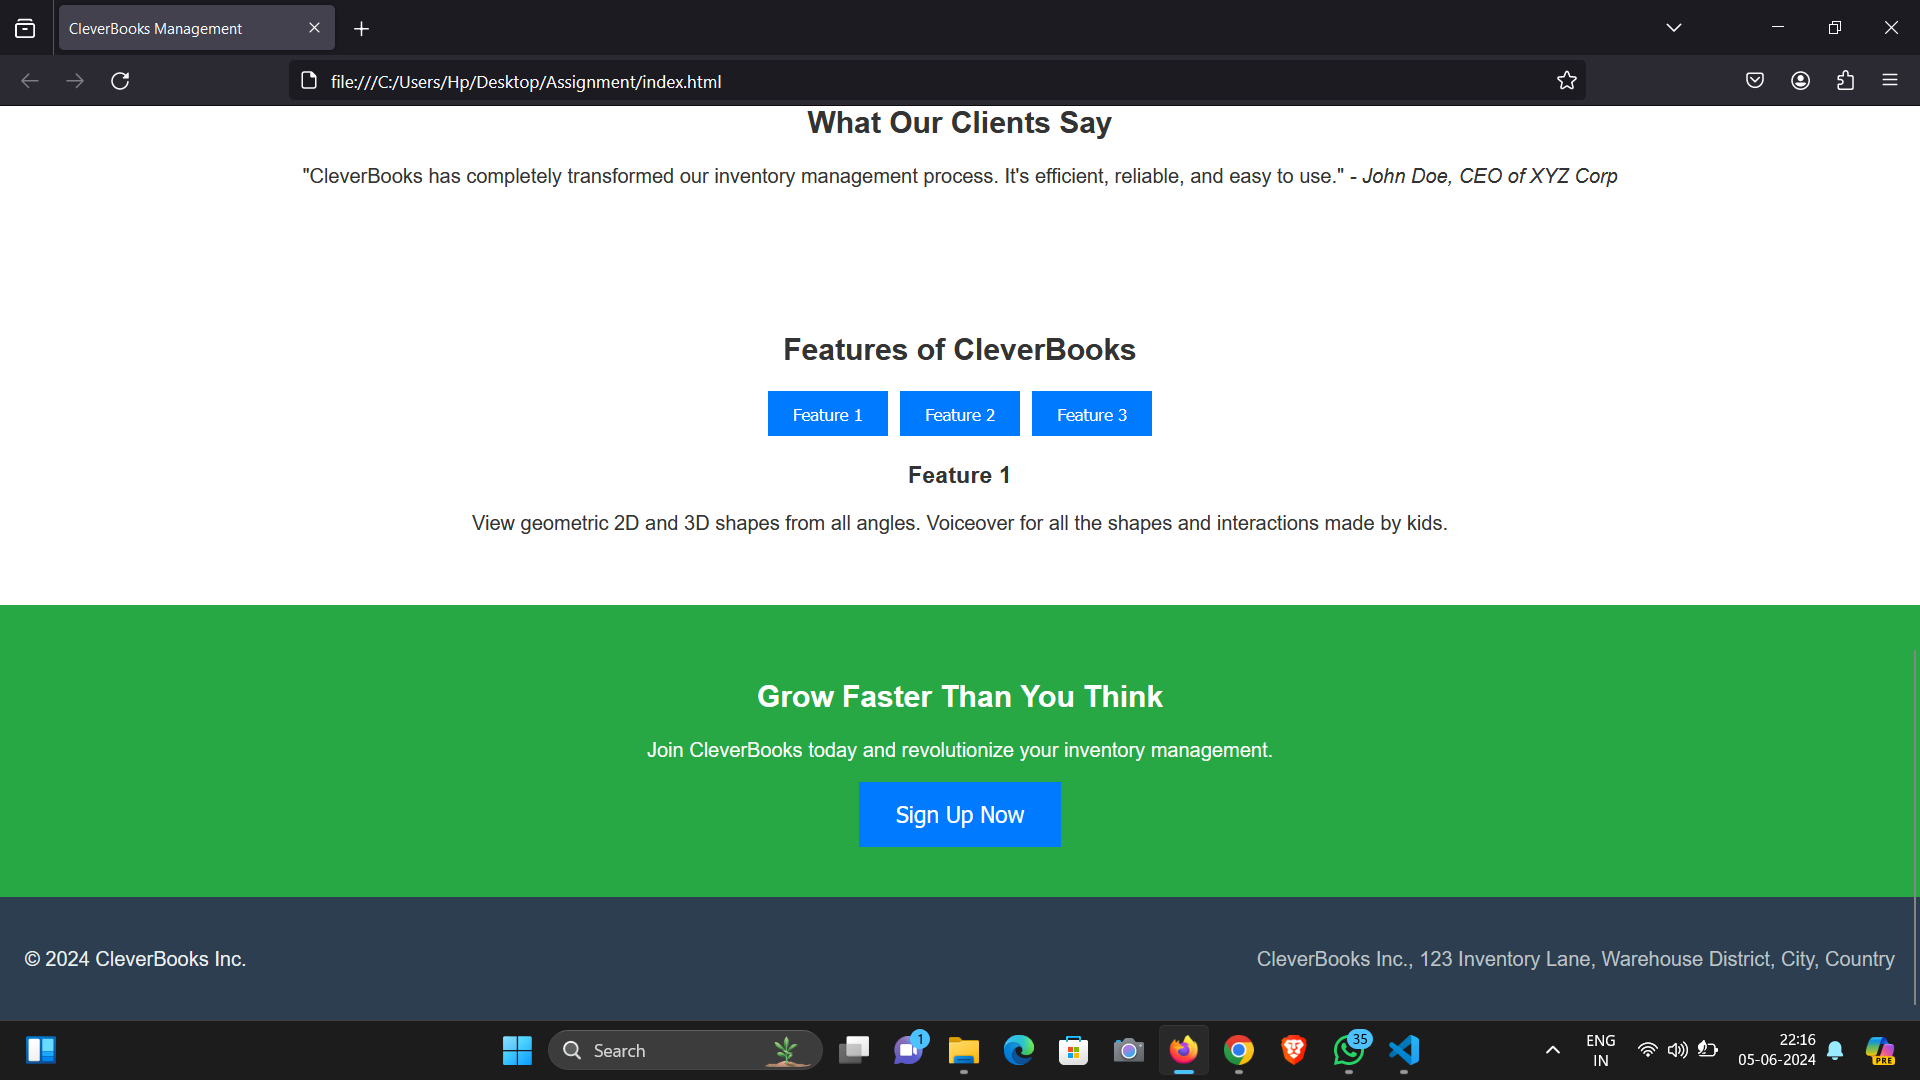 CleverBooks Management
file:///C:/Users/Hp/Desktop/Assignment/index.html
What Our Clients Say
"CleverBooks has completely transformed our inventory management process. It's efficient, reliable, and easy to use." - John Doe, CEO of XYZ Corp
Features of CleverBooks
Feature 1 Feature 2 Feature 3
Feature 1
View geometric 2D and 3D shapes from all angles. Voiceover for all the shapes and interactions made by kids.
Grow Faster Than You Think
Join CleverBooks today and revolutionize your inventory management.
Sign Up Now
© 2024 CleverBooks Inc. CleverBooks Inc., 123 Inventory Lane, Warehouse District, City, Country
Search
1
35
ENG
IN
22:16
05-06-2024
PRE